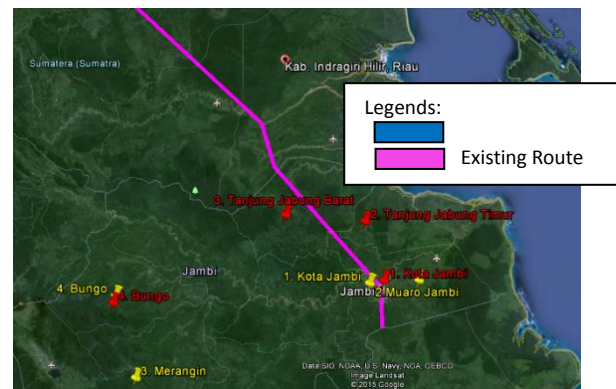 Sumatera (Sumatra)
Kab. Indragiri Hilir, Riau
Legends:
Existing Route
3. Tanjung Jabung Barat
2. Tanjung Jabung Timur
Jambi
1. Kota Jambi
1. Kota Jambi
4. Bungo
4. Bungo
Jambi
2. Muaro Jambi
3. Merangin
Data SIO, NOAA, U.S. Navy, NGA, GEBCO
Image Landsat
© 2015 Google